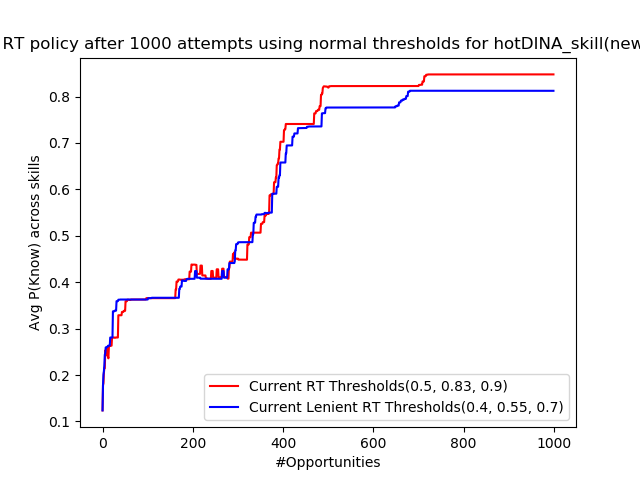 RT policy after 1000 attempts using normal thresholds for hotDINA_skill(new
Avg P(Know) across skills
0.8
0.7
0.6
0.5
0.4
0.3
0.2
0.1
Current RT Thresholds(0.5, 0.83, 0.9)
Current Lenient RT Thresholds(0.4, 0.55, 0.7)
0 200 400 600 800 1000
#Opportunities